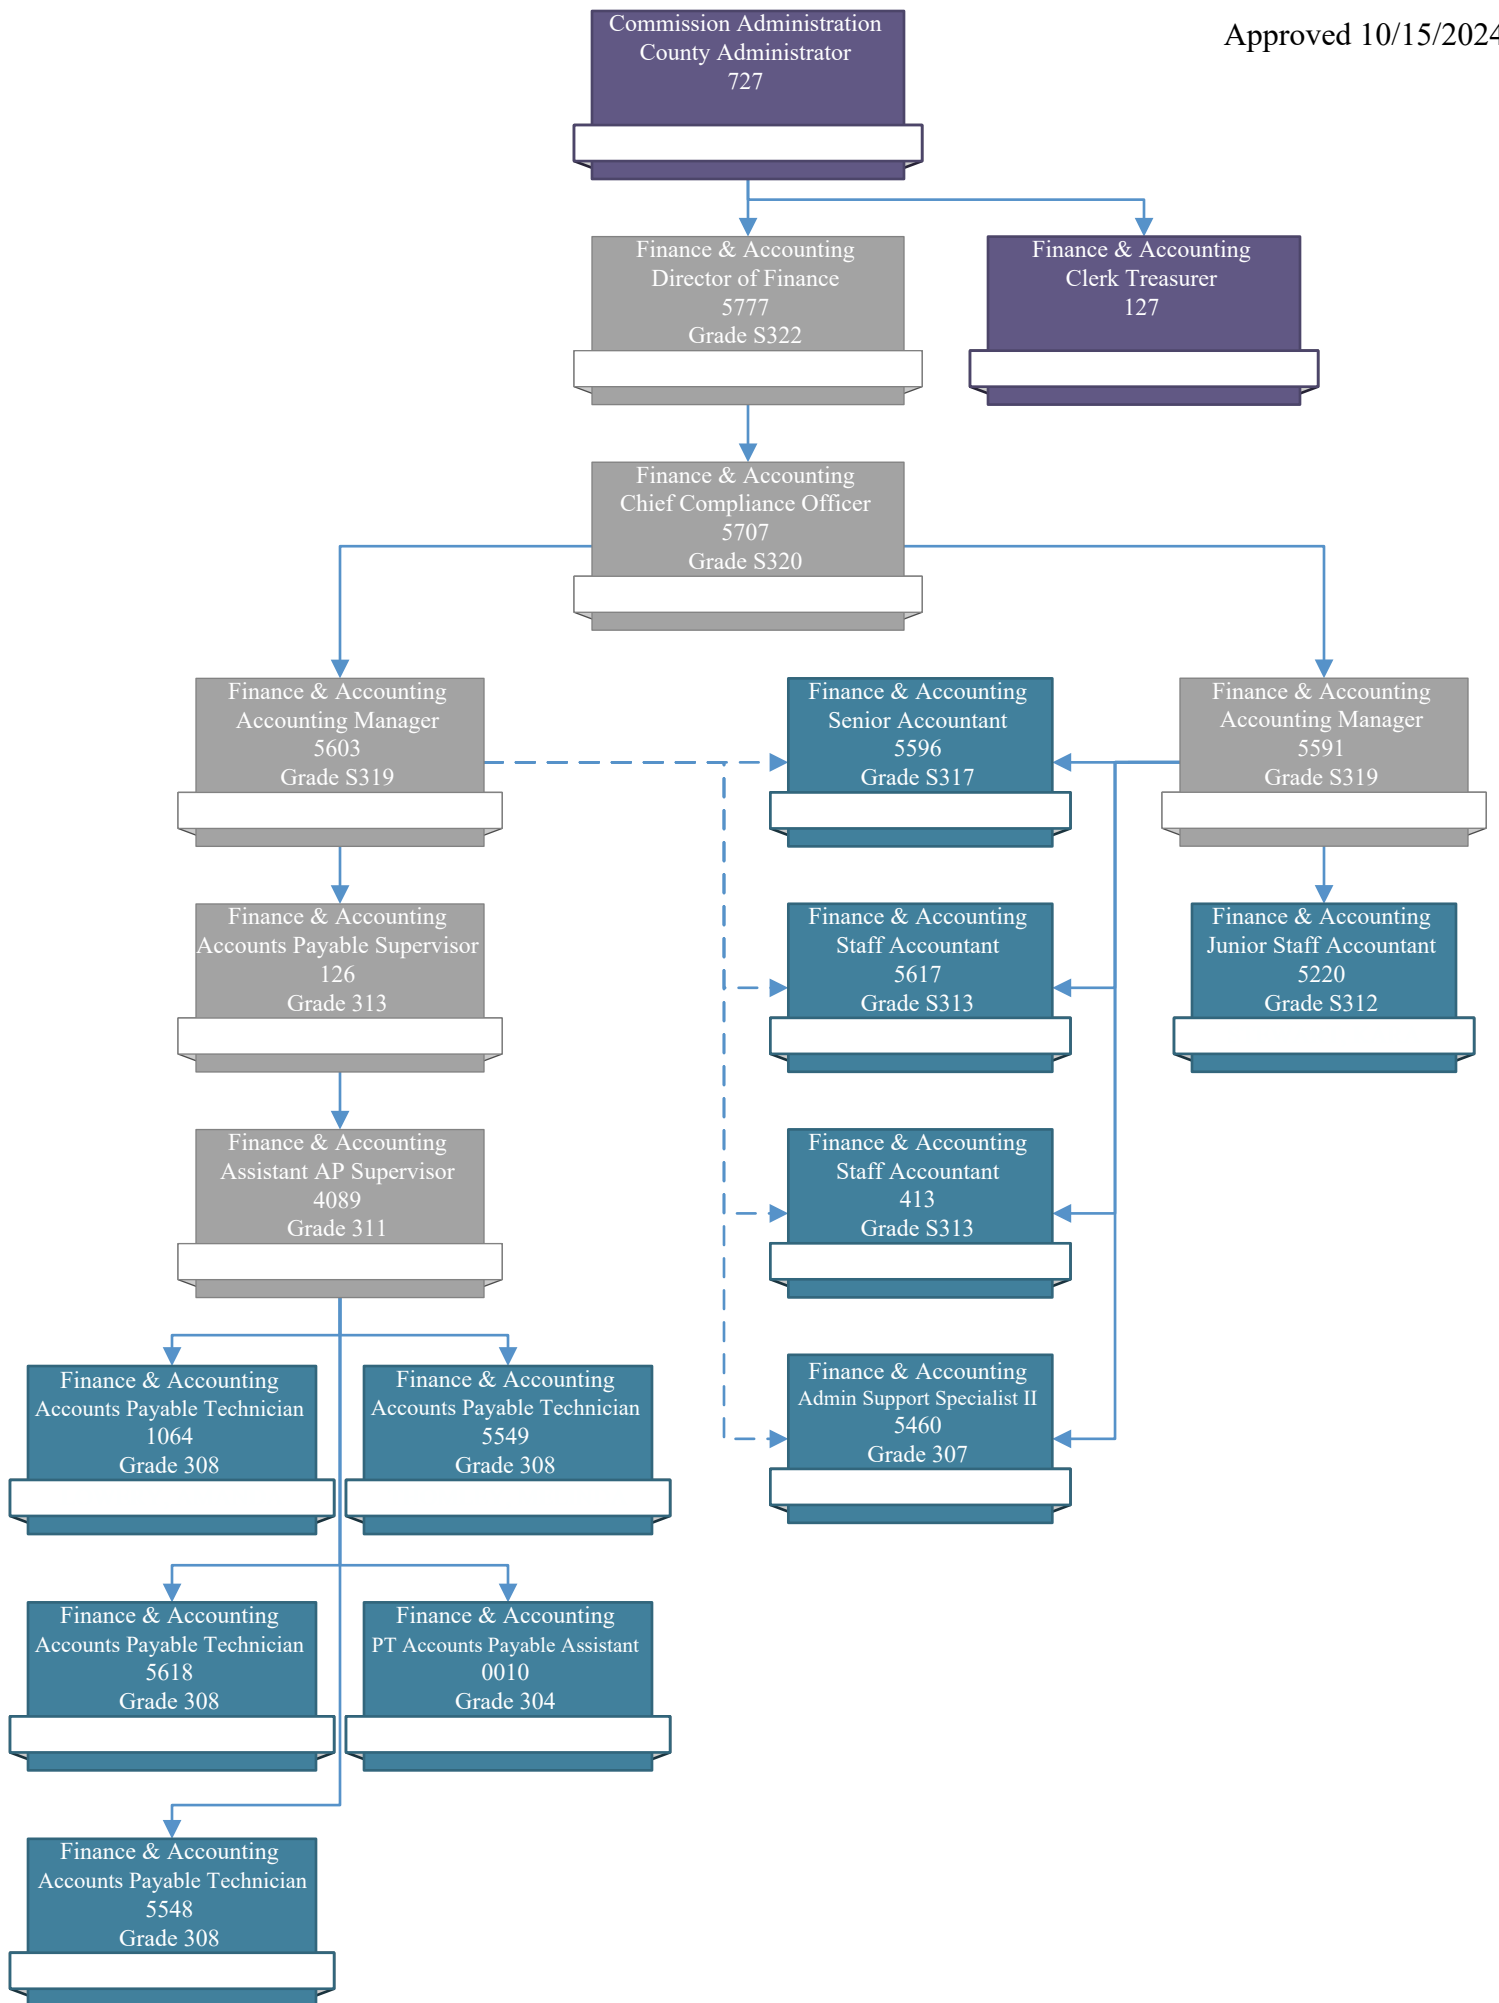 Approved 10/15/2024
Commission Administration
County Administrator
727
Finance & Accounting
Director of Finance
5777
Grade S322
Finance & Accounting
Clerk Treasurer
127
Finance & Accounting
Chief Compliance Officer
5707
Grade S320
Finance & Accounting
Accounting Manager
5603
Grade S319
Finance & Accounting
Senior Accountant
5596
Grade S317
Finance & Accounting
Accounting Manager
5591
Grade S319
Finance & Accounting
Accounts Payable Supervisor
126
Grade 313
Finance & Accounting
Staff Accountant
5617
Grade S313
Finance & Accounting
Junior Staff Accountant
5220
Grade S312
Finance & Accounting
Assistant AP Supervisor
4089
Grade 311
Finance & Accounting
Staff Accountant
413
Grade S313
Finance & Accounting
Accounts Payable Technician
1064
Grade 308
Finance & Accounting
Accounts Payable Technician
5549
Grade 308
Finance & Accounting
Admin Support Specialist II
5460
Grade 307
Finance & Accounting
Accounts Payable Technician
5618
Grade 308
Finance & Accounting
PT Accounts Payable Assistant
0010
Grade 304
Finance & Accounting
Accounts Payable Technician
5548
Grade 308